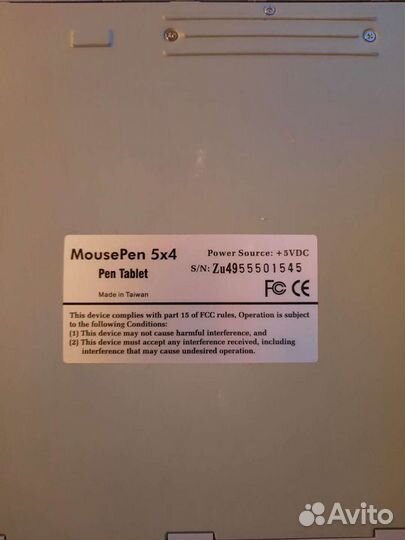 MousePen 5x4
Power Source: +5VDC
Pen Tablet
S/N: Zu4955501545
Made in Taiwan
FC CE
This device complies with part 15 of FCC rules, Operation is subject
to the following Conditions:
(1) This device may not cause harmful interference, and
(2) This device must accept any interference received, including
interference that may cause undesired operation.
Avito